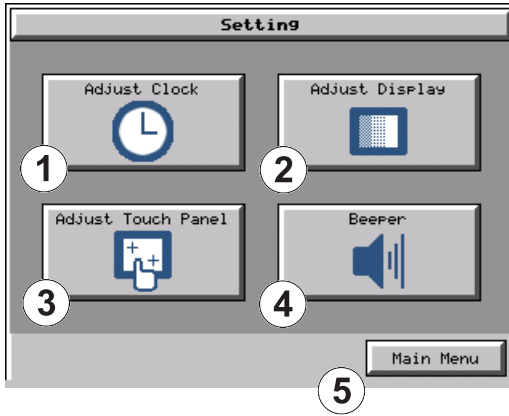 Setting
Adjust Clock
1
Adjust Display
2
Adjust Touch Panel
3
Beeper
4
Main Menu
5